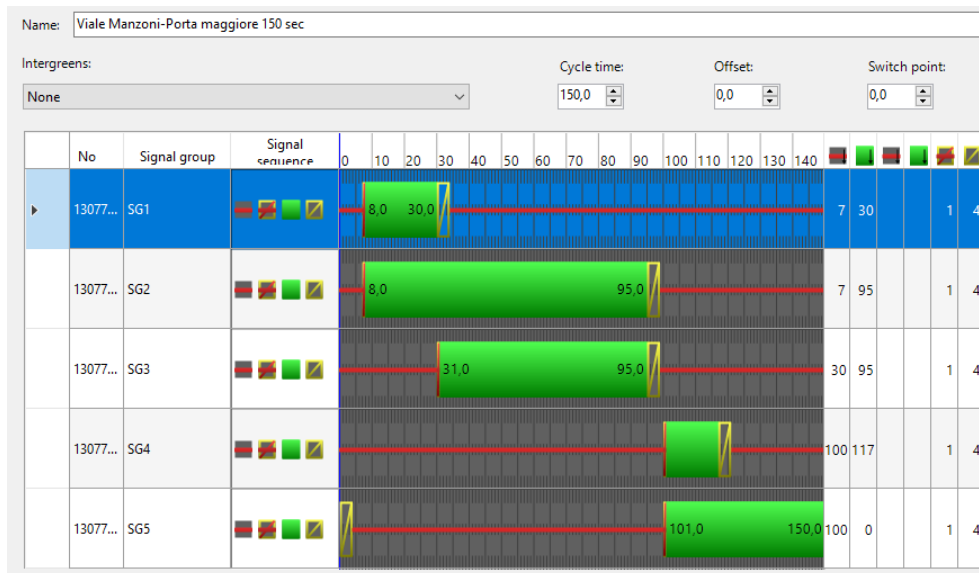 Name: Viale Manzoni-Porta maggiore 150 sec
Intergreens: Cycle time: Offset: Switch point:
None 150,0 0,0 0,0
No Signal group Signal sequence 0 10 20 30 40 50 60 70 80 90 100 110 120 130 140
13077... SG1 8,0 30,0 7 30 1 4
13077... SG2 8,0 95,0 7 95 1 4
13077... SG3 31,0 95,0 30 95 1 4
13077... SG4 100 117 1 4
13077... SG5 101,0 150,0 100 0 1 4